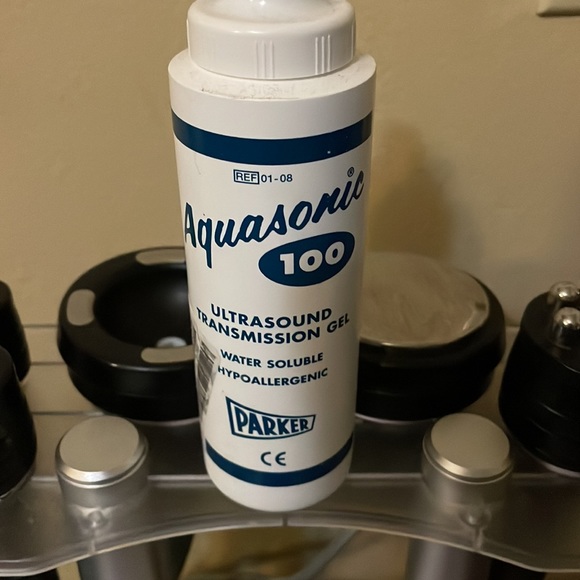 REF 01-08
Aquasonic®
100
ULTRASOUND
TRANSMISSION GEL
WATER SOLUBLE
HYPOALLERGENIC
PARKER
CE